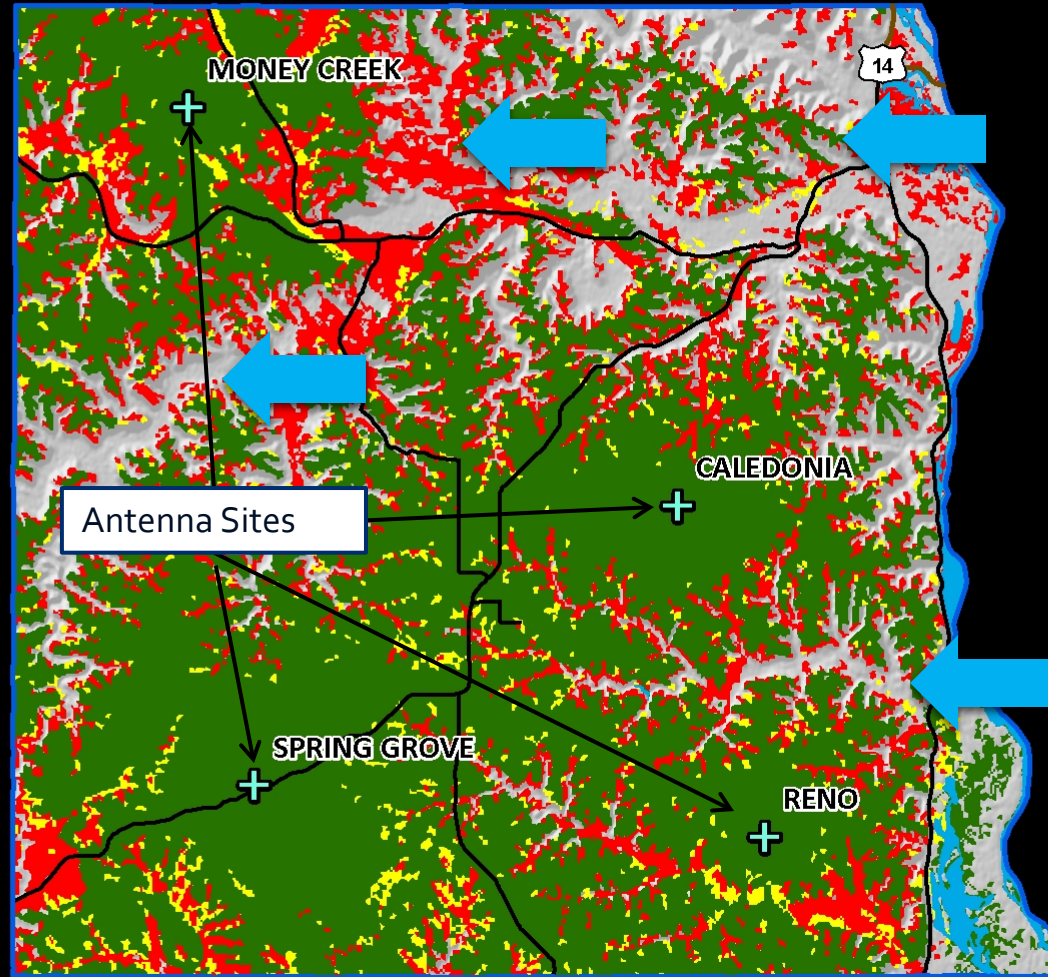 14
MONEY CREEK
CALEDONIA
Antenna Sites
SPRING GROVE
RENO